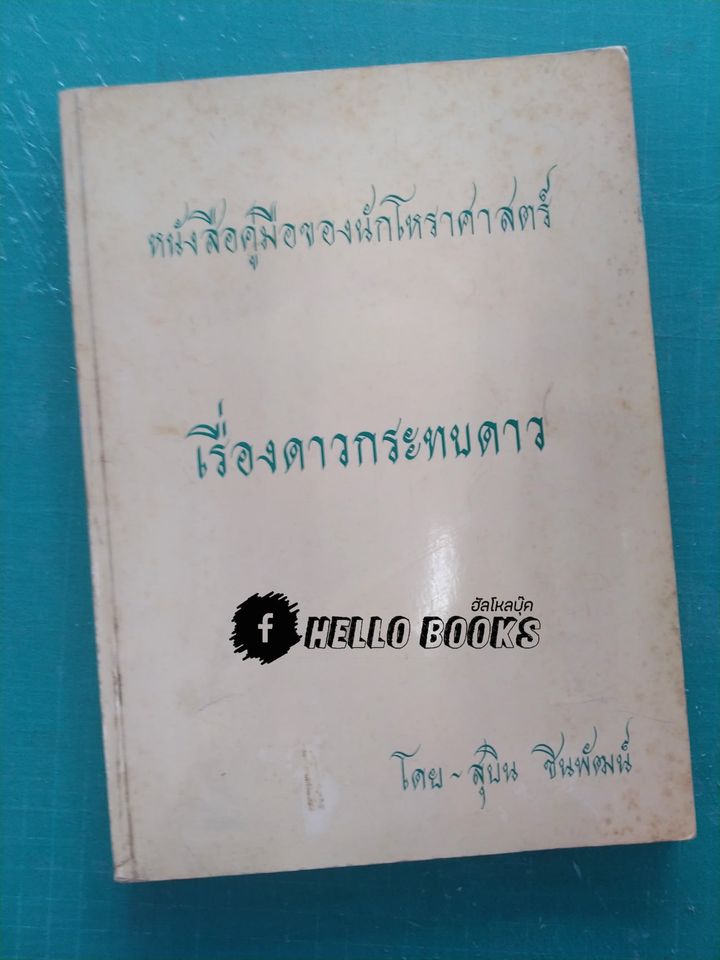 หนังสือคู่มือของนักโหราศาสตร์
เรื่องดาวกระทบดาว
ฮัลโหลบุ๊ค
f HELLO BOOKS
โดย ~ สุบิน ชินพัฒน์